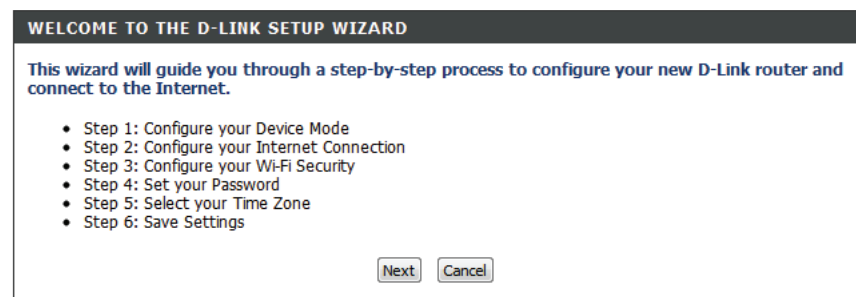 WELCOME TO THE D-LINK SETUP WIZARD
This wizard will guide you through a step-by-step process to configure your new D-Link router and
connect to the Internet.
• Step 1: Configure your Device Mode
• Step 2: Configure your Internet Connection
• Step 3: Configure your Wi-Fi Security
• Step 4: Set your Password
• Step 5: Select your Time Zone
• Step 6: Save Settings
Next Cancel